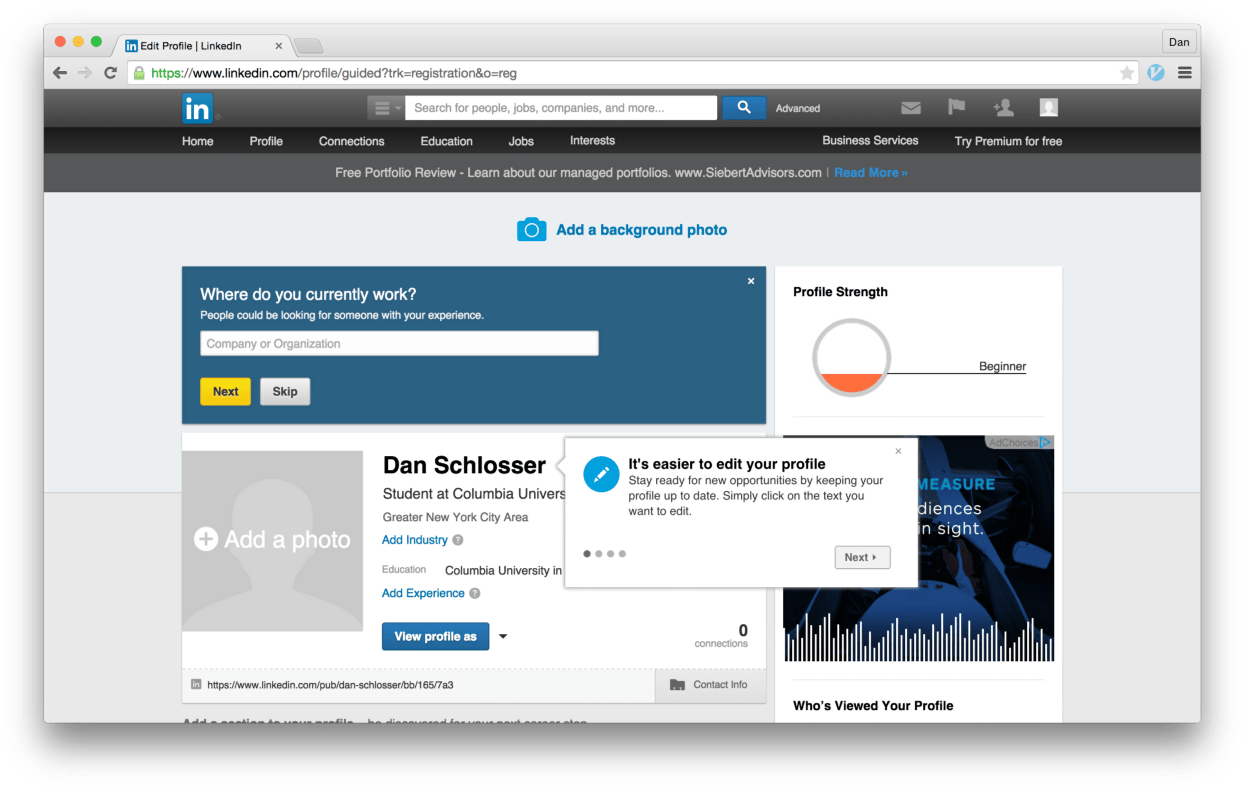 Edit Profile | LinkedIn
Dan
https://www.linkedin.com/profile/guided?trk=registration&o=reg
in
Search for people, jobs, companies, and more...
Advanced
Home
Profile
Connections
Education
Jobs
Interests
Business Services
Try Premium for free
Free Portfolio Review - Learn about our managed portfolios. www.SiebertAdvisors.com | Read More »
Add a background photo
Where do you currently work?
People could be looking for someone with your experience.
Company or Organization
Next
Skip
Profile Strength
Beginner
Add a photo
Dan Schlosser
Student at Columbia Univers
Greater New York City Area
Add Industry ?
Education Columbia University in
Add Experience ?
View profile as
0
connections
https://www.linkedin.com/pub/dan-schlosser/bb/165/7a3
Contact Info
Add a section to your profile – be discovered for your next career step
It's easier to edit your profile
Stay ready for new opportunities by keeping your
profile up to date. Simply click on the text you
want to edit.
Next
AdChoices
MEASURE
diences
in sight.
Who's Viewed Your Profile